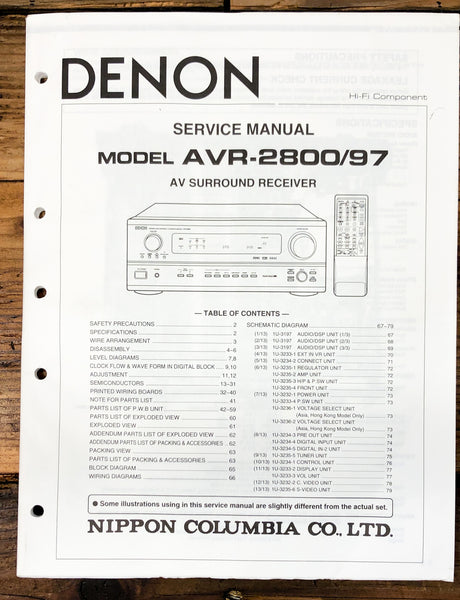 DENON
Hi-Fi Component
SERVICE MANUAL
MODEL AVR-2800/97
AV SURROUND RECEIVER
DENON
— TABLE OF CONTENTS —
SAFETY PRECAUTIONS 2
SPECIFICATIONS 2
WIRE ARRANGEMENT 3
DISASSEMBLY 4~6
LEVEL DIAGRAMS 7,8
CLOCK FLOW & WAVE FORM IN DIGITAL BLOCK 9,10
ADJUSTMENT 11,12
SEMICONDUCTORS 13~31
PRINTED WIRING BOARDS 32~40
NOTE FOR PARTS LIST 41
PARTS LIST OF P.W.B UNIT 42~59
PARTS LIST OF EXPLODED VIEW 60
EXPLODED VIEW 61
ADDENDUM PARTS LIST OF EXPLODED VIEW 62
ADDENDUM PARTS LIST OF PACKING & ACCESSORIES 62
PACKING VIEW 63
PARTS LIST OF PACKING & ACCESSORIES 63
BLOCK DIAGRAM 65
WIRING DIAGRAMS 66
SCHEMATIC DIAGRAM 67~79
(1/13) 1U-3197 AUDIO/DSP UNIT (1/3) 67
(2/13) 1U-3197 AUDIO/DSP UNIT (2/3) 68
(3/13) 1U-3197 AUDIO/DSP UNIT (3/3) 69
(4/13) 1U-3233-1 EXT IN VR UNIT 70
(5/13) 1U-3234-2 CONNECT UNIT 71
(6/13) 1U-3235-1 REGULATOR UNIT 72
1U-3235-2 AMP UNIT 72
1U-3235-3 H/P & P.SW UNIT 72
1U-3235-4 FRONT UNIT 72
(7/13) 1U-3232-1 POWER UNIT 73
1U-3233-4 P.SW UNIT 73
1U-3236-1 VOLTAGE SELECT UNIT
(Asia, Hong Kong Model Only) 73
1U-3236-2 VOLTAGE SELECT UNIT
(Asia, Hong Kong Model Only) 73
(8/13) 1U-3234-3 PRE OUT UNIT 74
1U-3234-4 DIGITAL INPUT UNIT 74
1U-3234-5 DIGITAL IN-2 UNIT 74
(9/13) 1U-3235-5 TUNER UNIT 75
(10/13) 1U-3234-1 CONTROL UNIT 76
(11/13) 1U-3233-2 DISPLAY UNIT 77
1U-3233-3 VOL UNIT 77
(12/13) 1U-3232-2 C. VIDEO UNIT 78
(13/13) 1U-3235-6 S-VIDEO UNIT 79
● Some illustrations using in this service manual are slightly different from the actual set.
NIPPON COLUMBIA CO., LTD.